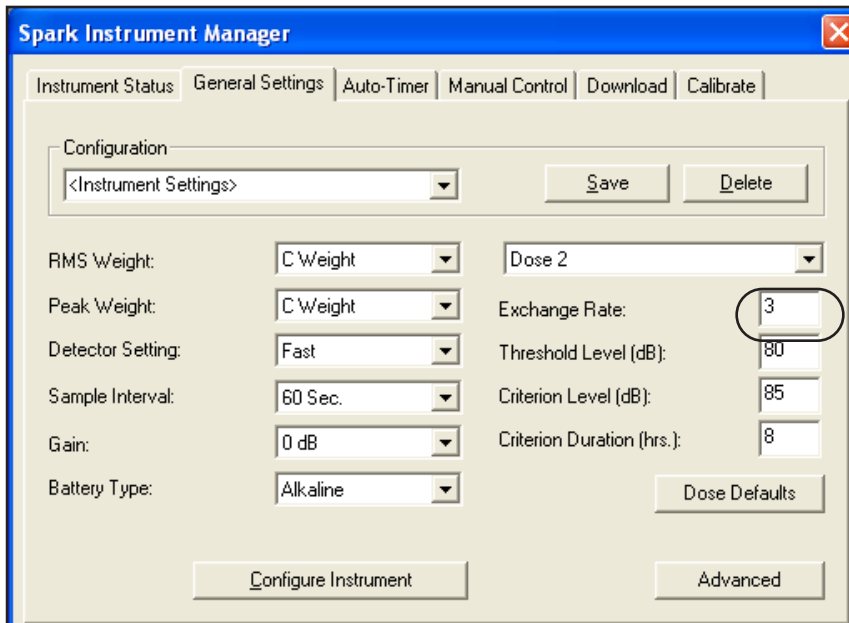 Spark Instrument Manager
Instrument Status General Settings Auto-Timer Manual Control Download Calibrate
Configuration
<Instrument Settings> Save Delete
RMS Weight: C Weight Dose 2
Peak Weight: C Weight Exchange Rate: 3
Detector Setting: Fast Threshold Level (dB): 80
Sample Interval: 60 Sec. Criterion Level (dB): 85
Gain: 0 dB Criterion Duration (hrs.): 8
Battery Type: Alkaline Dose Defaults
Configure Instrument Advanced